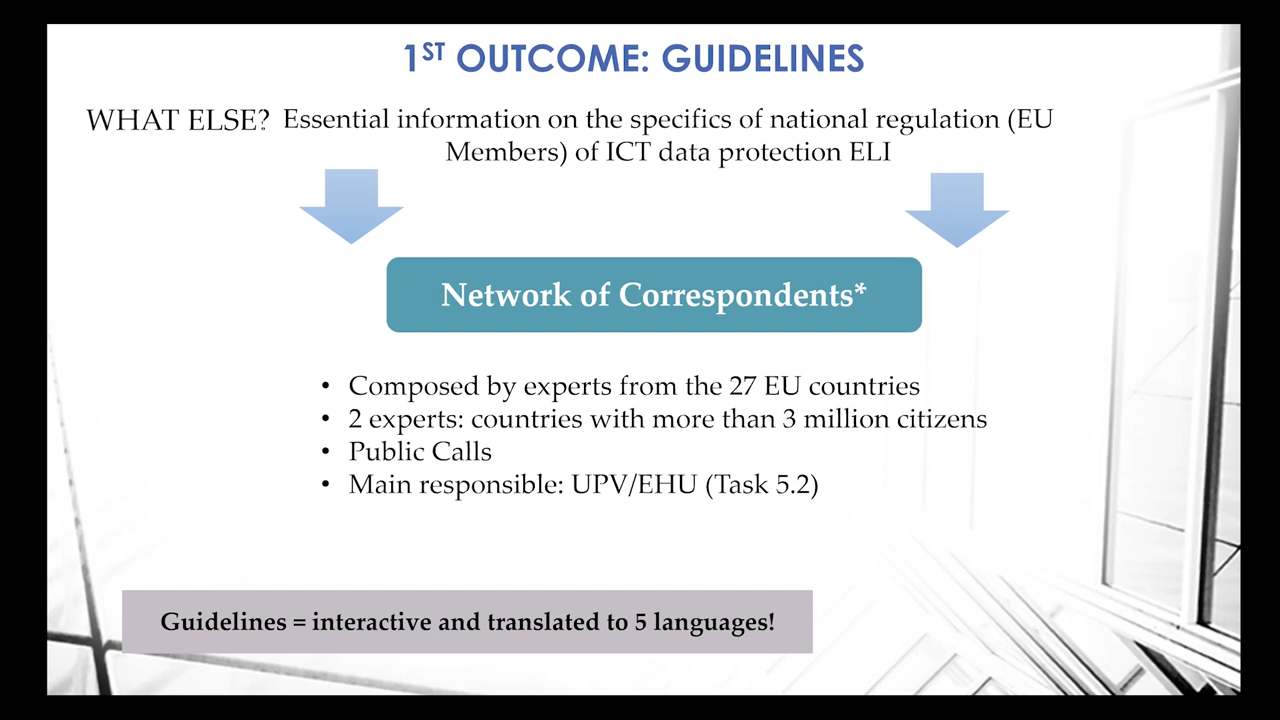 1ST OUTCOME: GUIDELINES
WHAT ELSE? Essential information on the specifics of national regulation (EU
Members) of ICT data protection ELI
Network of Correspondents*
• Composed by experts from the 27 EU countries
• 2 experts: countries with more than 3 million citizens
• Public Calls
• Main responsible: UPV/EHU (Task 5.2)
Guidelines = interactive and translated to 5 languages!